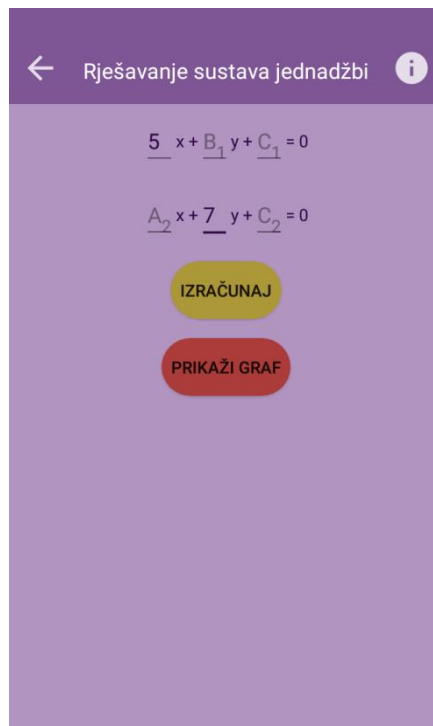 Rješavanje sustava jednadžbi i
5 x + B₁ y + C₁ = 0
A₂ x + 7 y + C₂ = 0
IZRAČUNAJ
PRIKAŽI GRAF